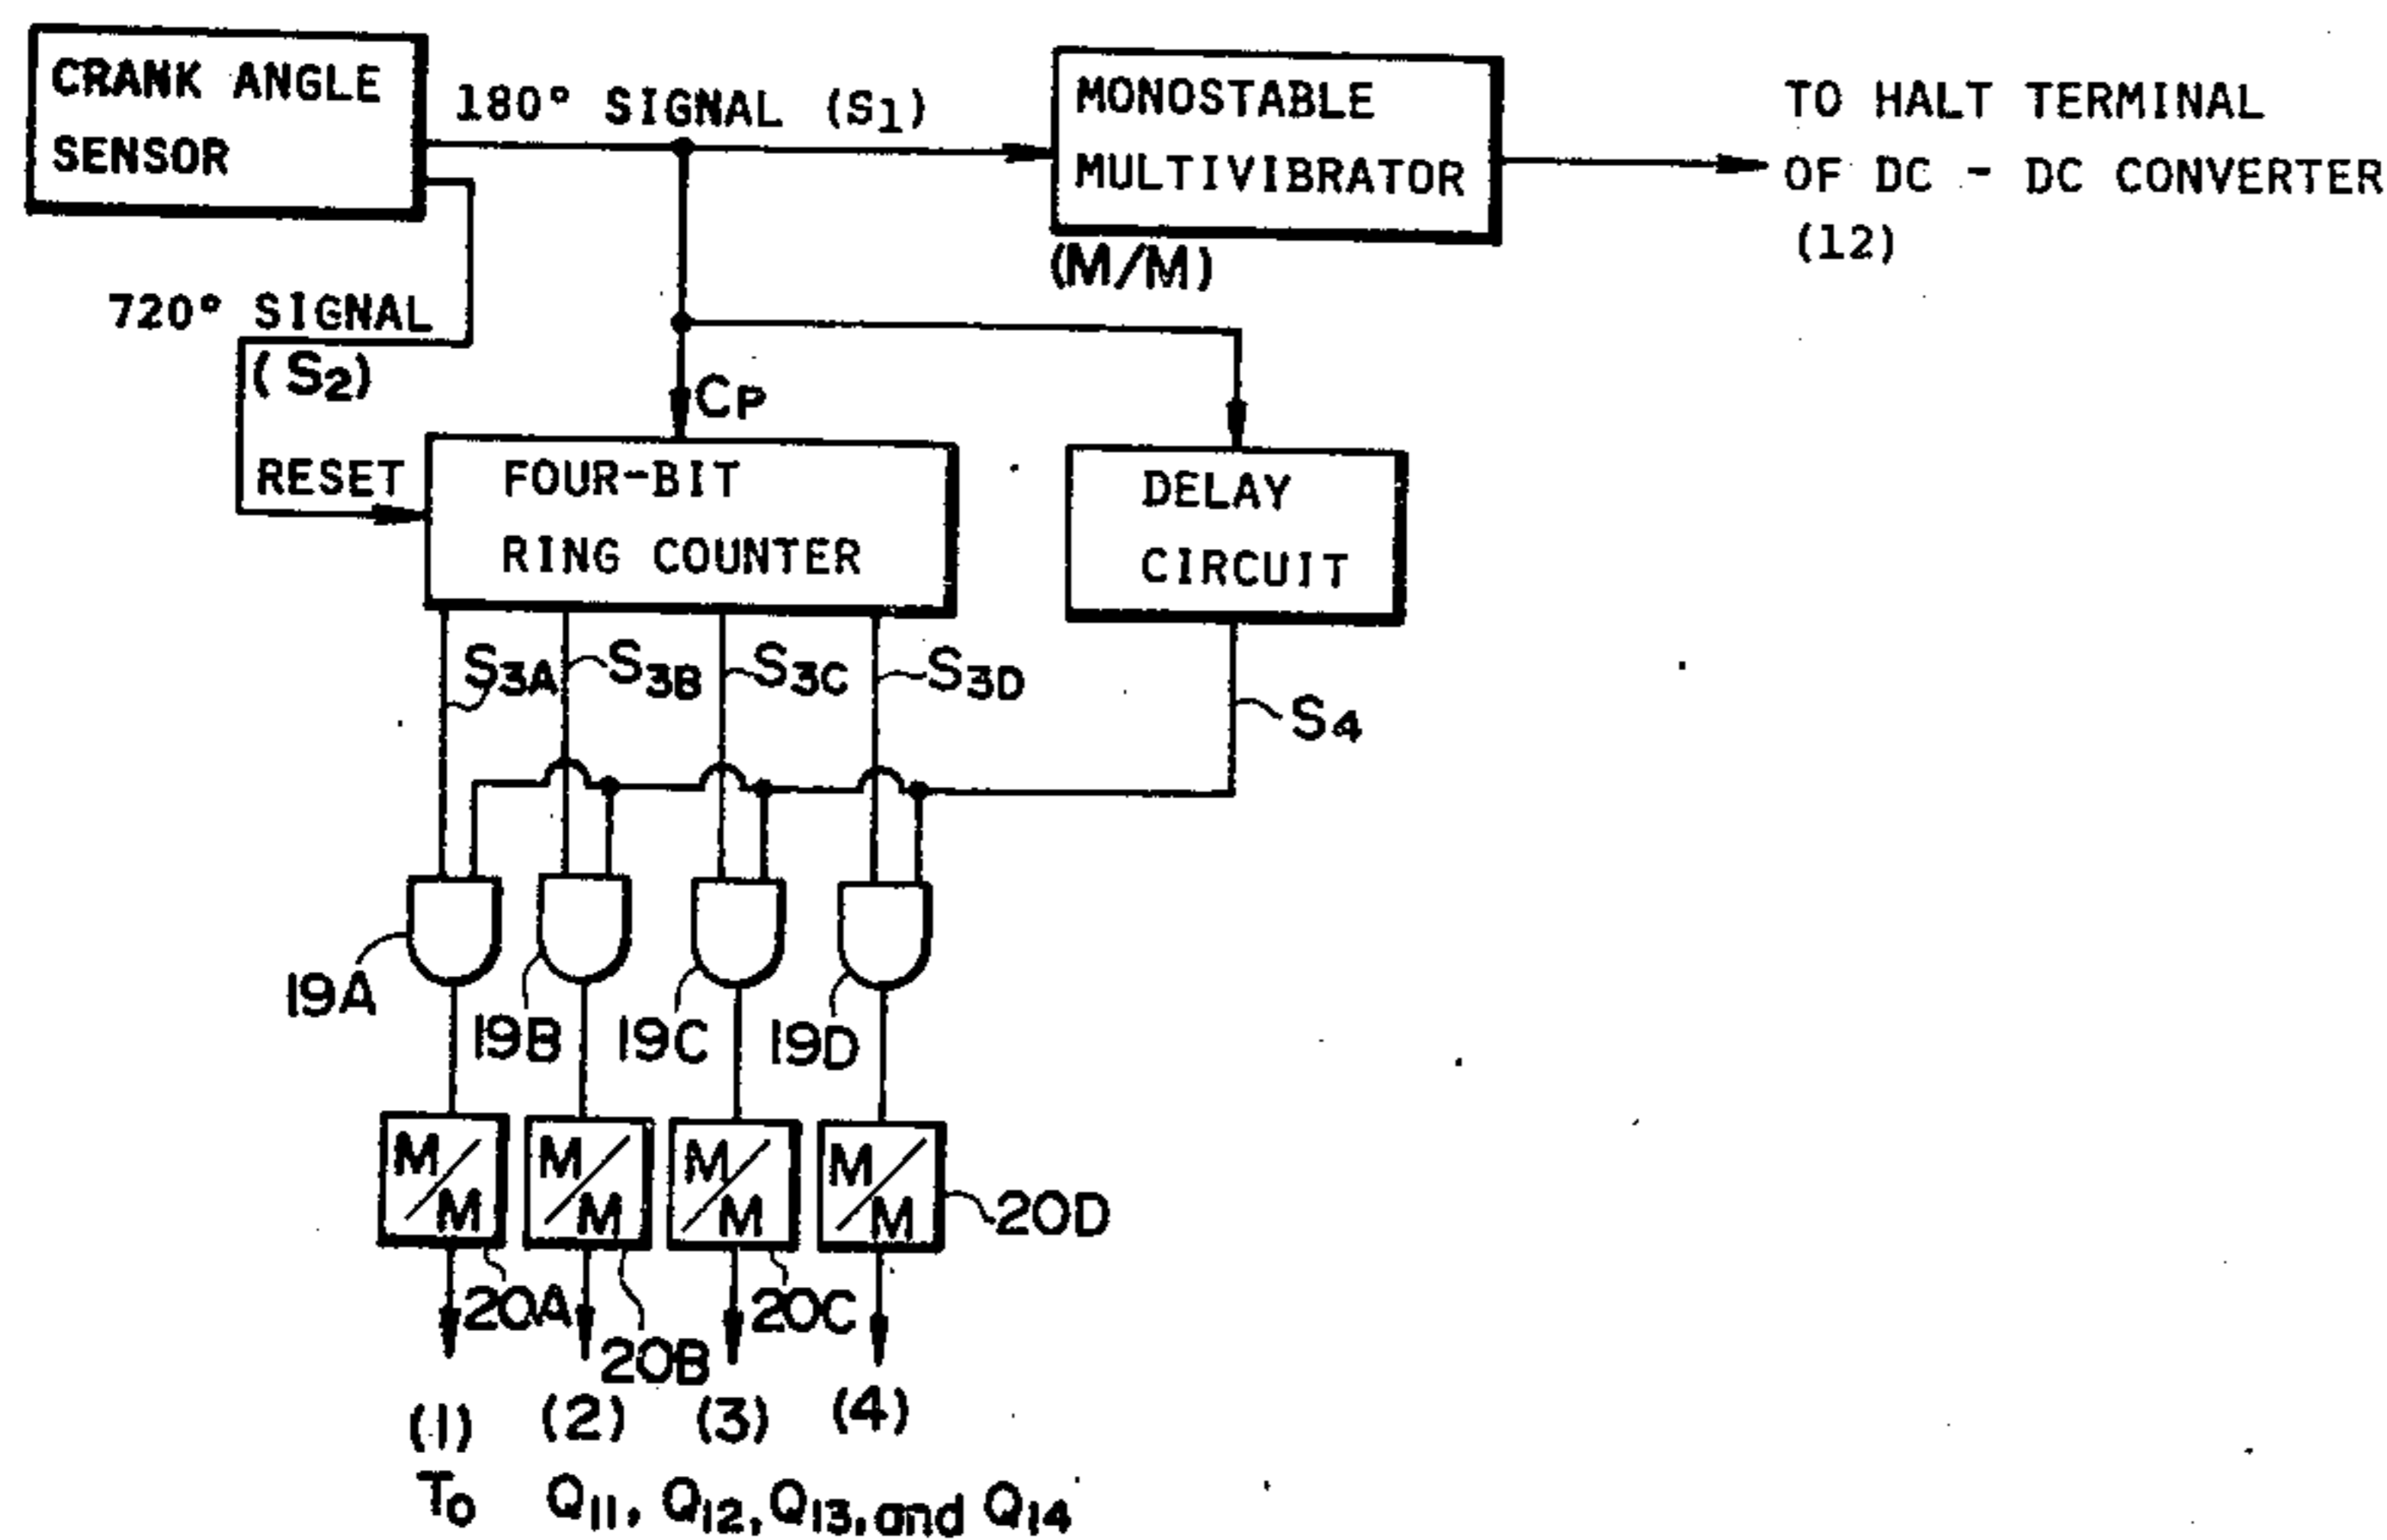 CRANK ANGLE
SENSOR
180° SIGNAL (S1)
MONOSTABLE
MULTIVIBRATOR
(M/M)
TO HALT TERMINAL
OF DC - DC CONVERTER
(12)
720° SIGNAL
(S2)
RESET
CP
FOUR-BIT
RING COUNTER
DELAY
CIRCUIT
S3A
S3B
S3C
S3D
S4
19A
19B
19C
19D
M/M
M/M
M/M
M/M
20A
20B
20C
20D
(1)
(2)
(3)
(4)
To Q11, Q12, Q13, and Q14